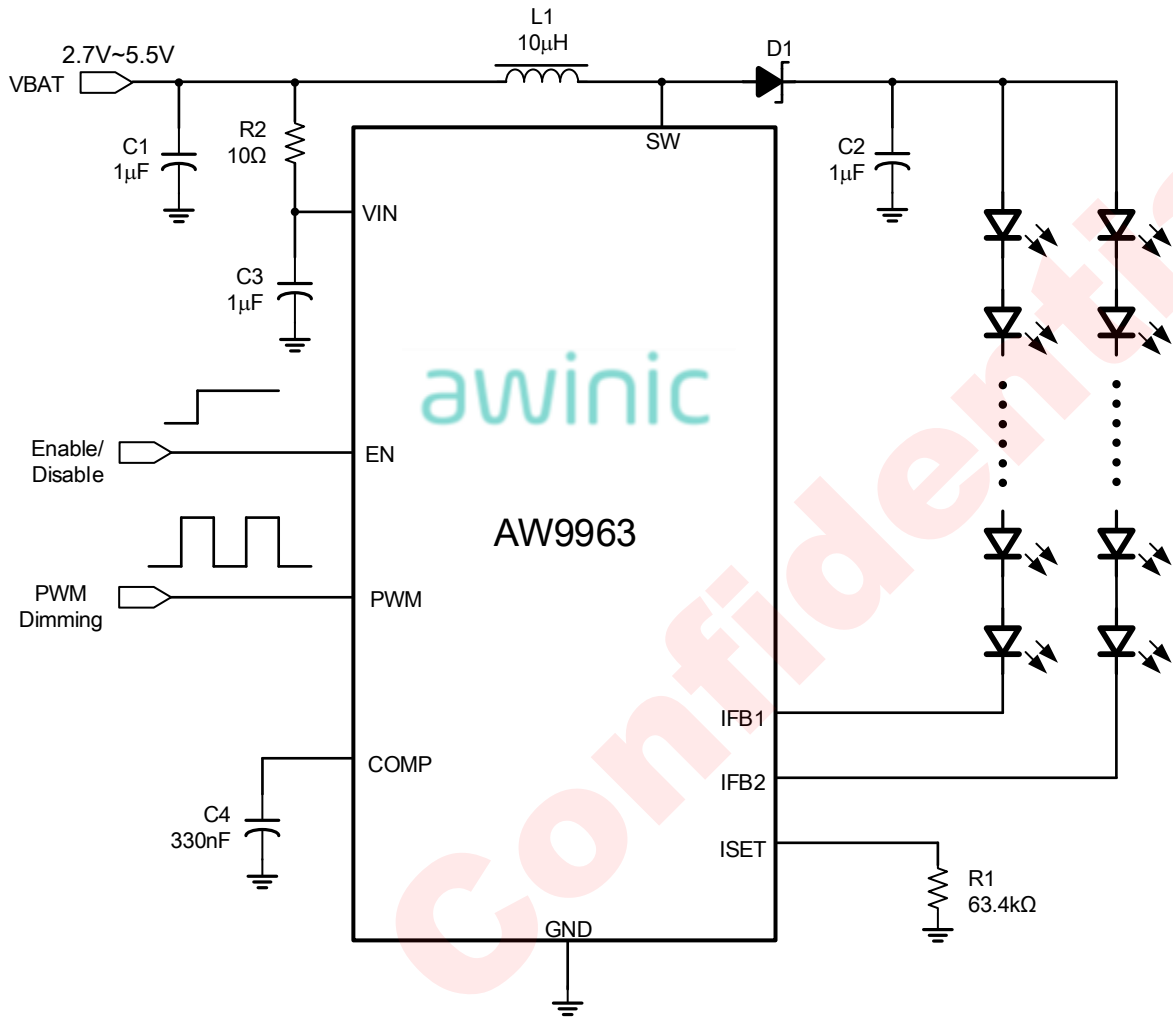 L1
10μH
D1
2.7V~5.5V
VBAT
SW
C1
1μF
R2
10Ω
C2
1μF
VIN
C3
1μF
awinic
Enable/
Disable
EN
AW9963
PWM
Dimming
PWM
IFB1
COMP
IFB2
C4
330nF
ISET
R1
63.4kΩ
GND